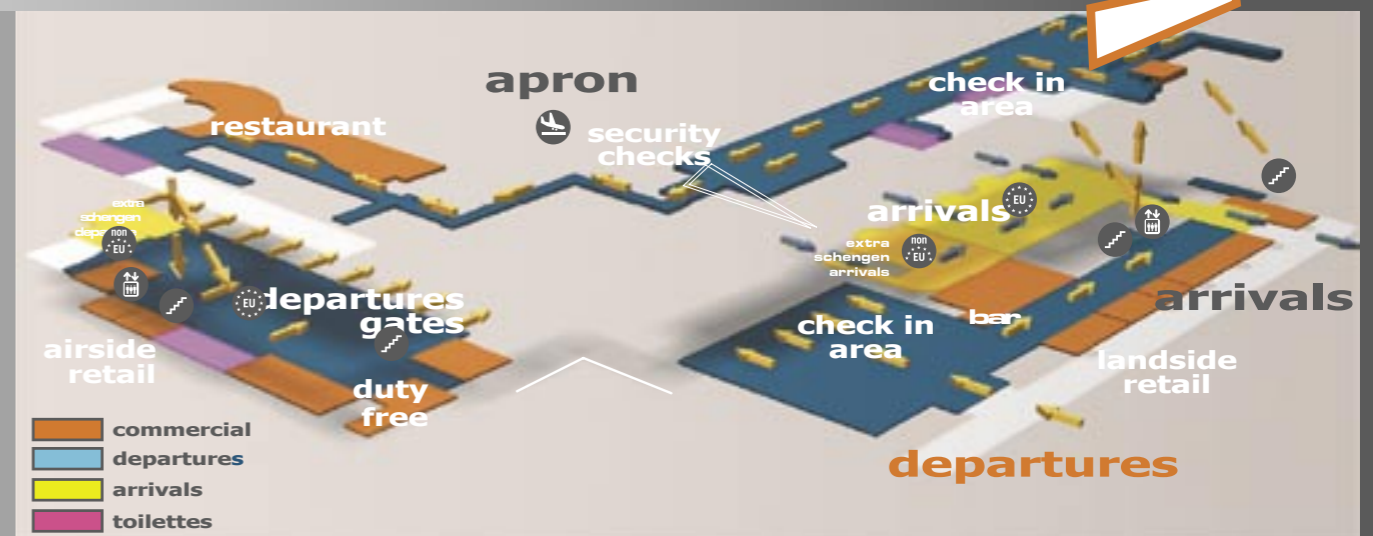 apron
check in
area
restaurant
security
checks
extra
schengen
non
EU
EU
arrivals
EU
non
EU
extra
schengen
arrivals
departures
gates
check in
area
bar
arrivals
airside
retail
duty
free
landside
retail
departures
commercial
departures
arrivals
toilettes